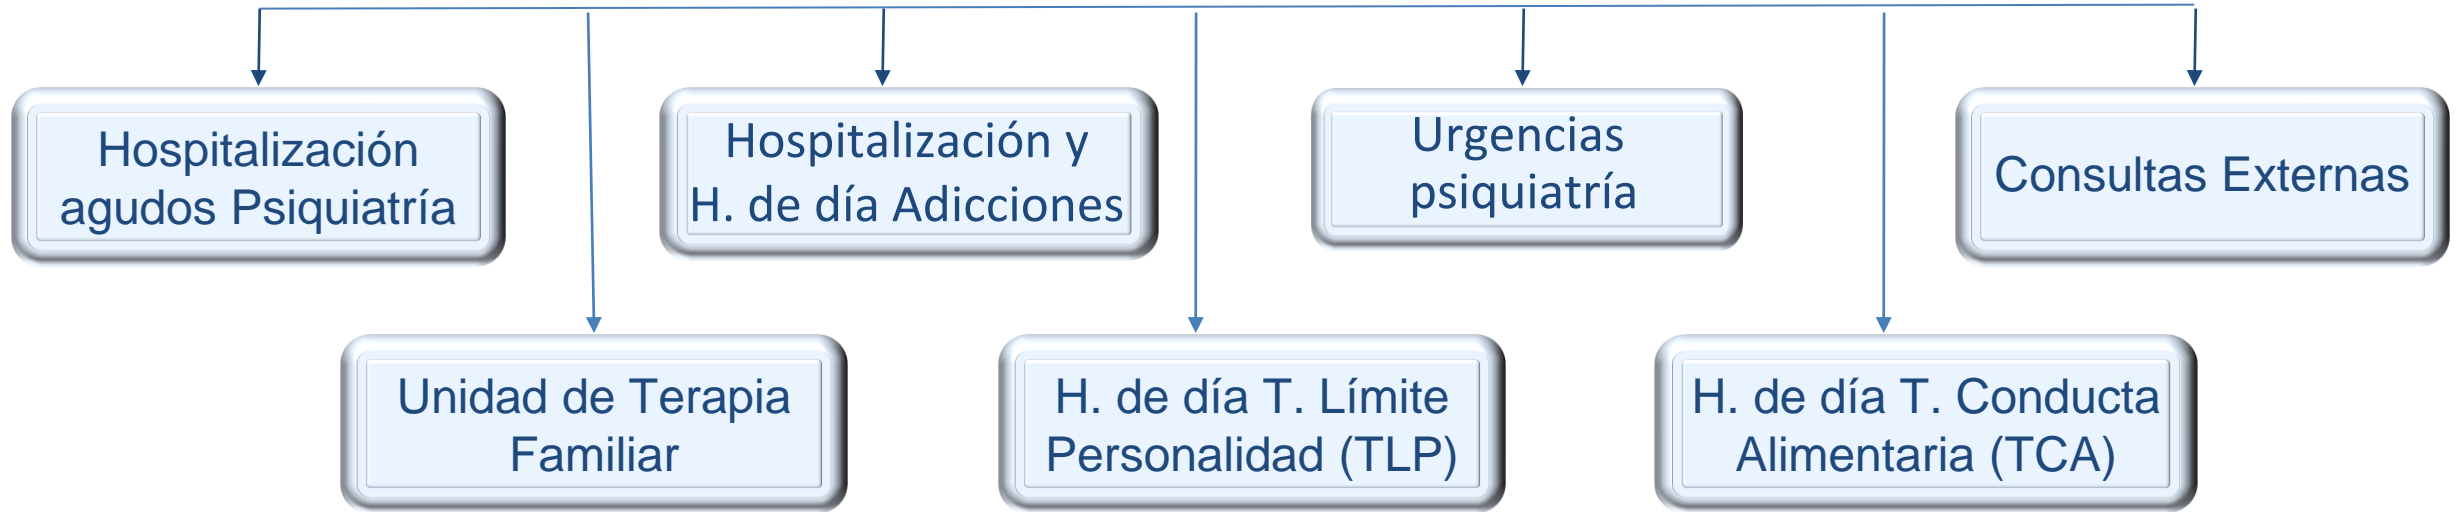 Hospitalización
agudos Psiquiatría
Hospitalización y
H. de día Adicciones
Urgencias
psiquiatría
Consultas Externas
Unidad de Terapia
Familiar
H. de día T. Límite
Personalidad (TLP)
H. de día T. Conducta
Alimentaria (TCA)